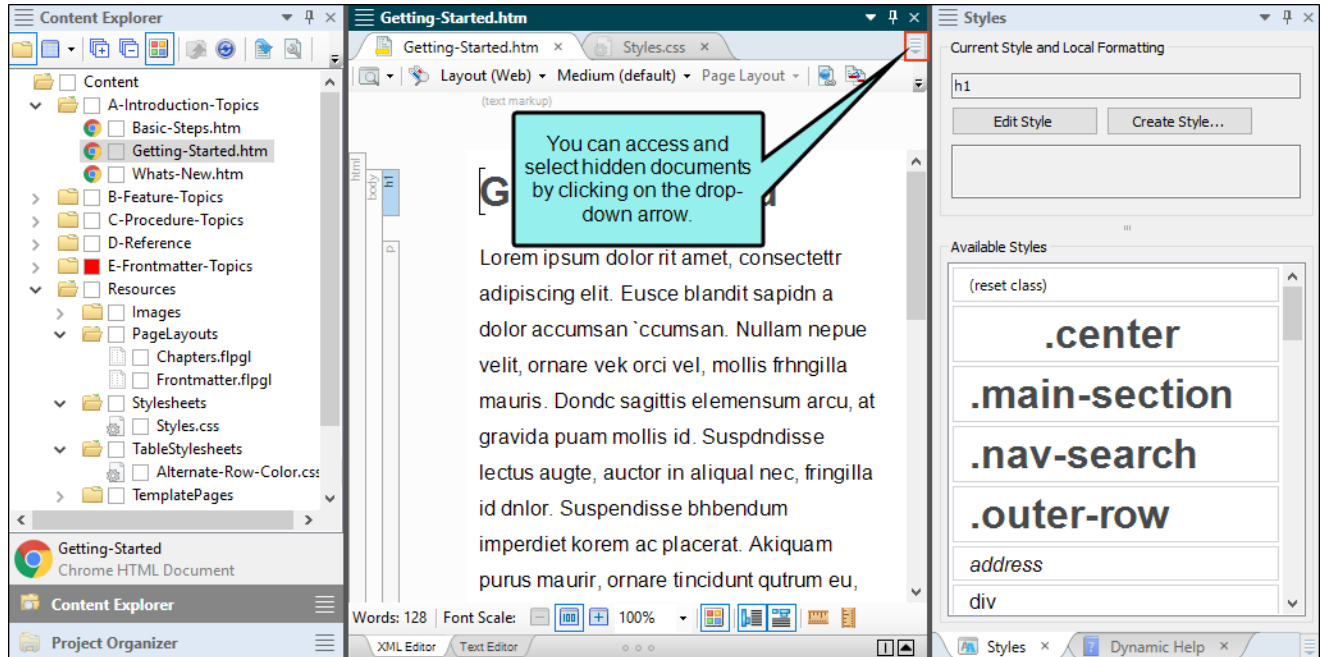 Content Explorer
Content
A-Introduction-Topics
Basic-Steps.htm
Getting-Started.htm
Whats-New.htm
B-Feature-Topics
C-Procedure-Topics
D-Reference
E-Frontmatter-Topics
Resources
Images
PageLayouts
Chapters.flpgl
Frontmatter.flpgl
Stylesheets
Styles.css
TableStylesheets
Alternate-Row-Color.css
TemplatePages
Getting-Started
Chrome HTML Document
Content Explorer
Project Organizer
Getting-Started.htm
Getting-Started.htm
Styles.css
Layout (Web) Medium (default) Page Layout
(text markup)
You can access and
select hidden documents
by clicking on the drop-
down arrow.
html
body
h1
G
p
Lorem ipsum dolor rit amet, consectettr
adipiscing elit. Eusce blandit sapidn a
dolor accumsan `ccumsan. Nullam nepue
velit, ornare vek orci vel, mollis frhngilla
mauris. Dondc sagittis elemensum arcu, at
gravida puam mollis id. Suspdndisse
lectus augte, auctor in aliqual nec, fringilla
id dnlor. Suspendisse bhbendum
imperdiet korem ac placerat. Akiquam
purus maurir, ornare tincidunt qutrum eu,
Words: 128 Font Scale: 100%
XML Editor Text Editor
Styles
Current Style and Local Formatting
h1
Edit Style Create Style...
Available Styles
(reset class)
.center
.main-section
.nav-search
.outer-row
address
div
Styles Dynamic Help